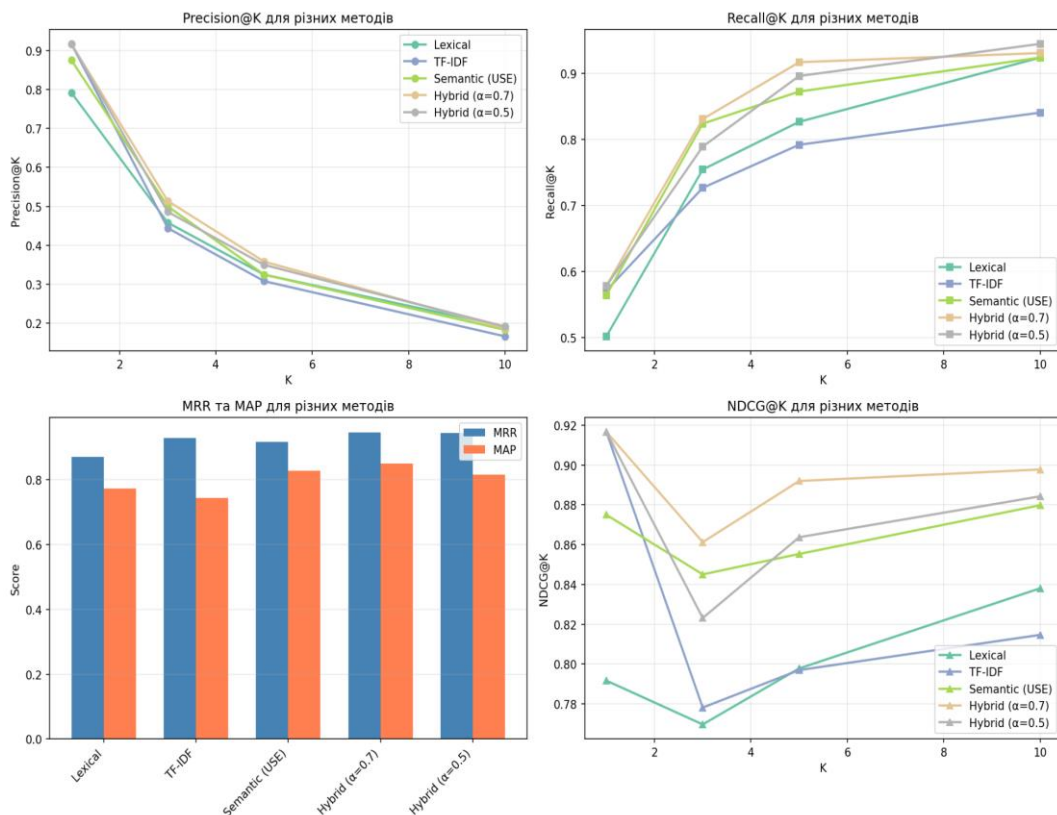 Precision@K для різних методів
Precision@K
0.9
0.8
0.7
0.6
0.5
0.4
0.3
0.2
2
4
6
8
10
K
Lexical
TF-IDF
Semantic (USE)
Hybrid (α=0.7)
Hybrid (α=0.5)
Recall@K для різних методів
Recall@K
0.9
0.8
0.7
0.6
0.5
2
4
6
8
10
K
Lexical
TF-IDF
Semantic (USE)
Hybrid (α=0.7)
Hybrid (α=0.5)
MRR та MAP для різних методів
Score
0.8
0.6
0.4
0.2
0.0
MRR
MAP
Lexical
TF-IDF
Semantic (USE)
Hybrid (α=0.7)
Hybrid (α=0.5)
NDCG@K для різних методів
NDCG@K
0.92
0.90
0.88
0.86
0.84
0.82
0.80
0.78
2
4
6
8
10
K
Lexical
TF-IDF
Semantic (USE)
Hybrid (α=0.7)
Hybrid (α=0.5)